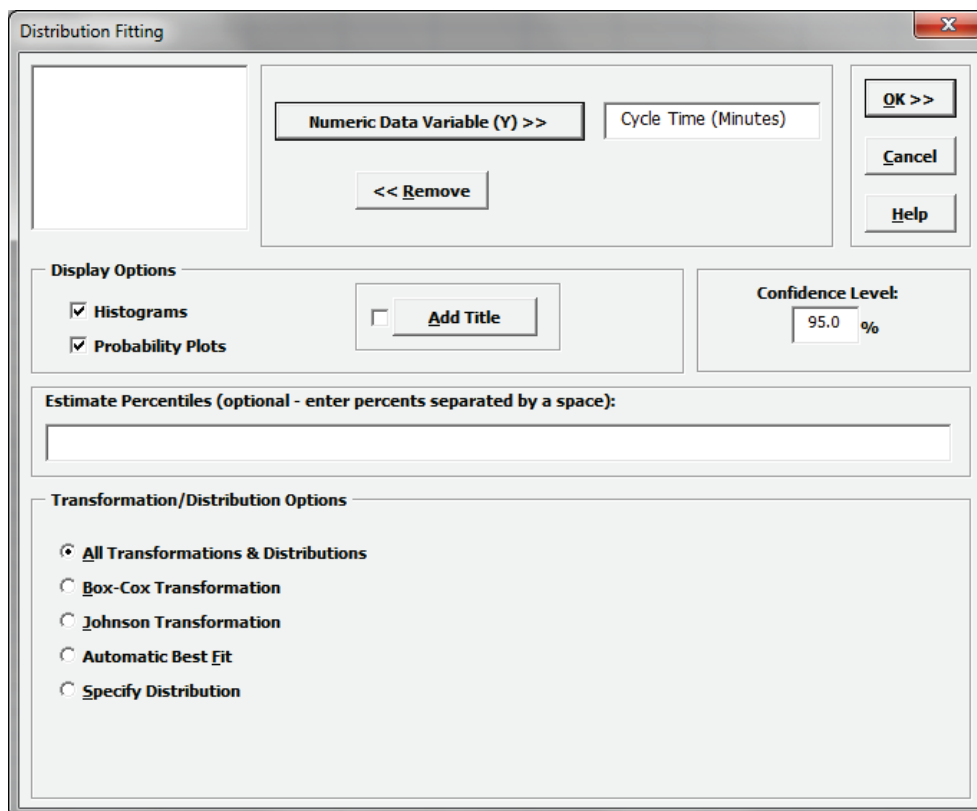 Distribution Fitting
Numeric Data Variable (Y) >>
Cycle Time (Minutes)
<< Remove
OK >>
Cancel
Help
Display Options
Histograms
Probability Plots
Add Title
Confidence Level:
95.0 %
Estimate Percentiles (optional - enter percents separated by a space):
Transformation/Distribution Options
All Transformations & Distributions
Box-Cox Transformation
Johnson Transformation
Automatic Best Fit
Specify Distribution